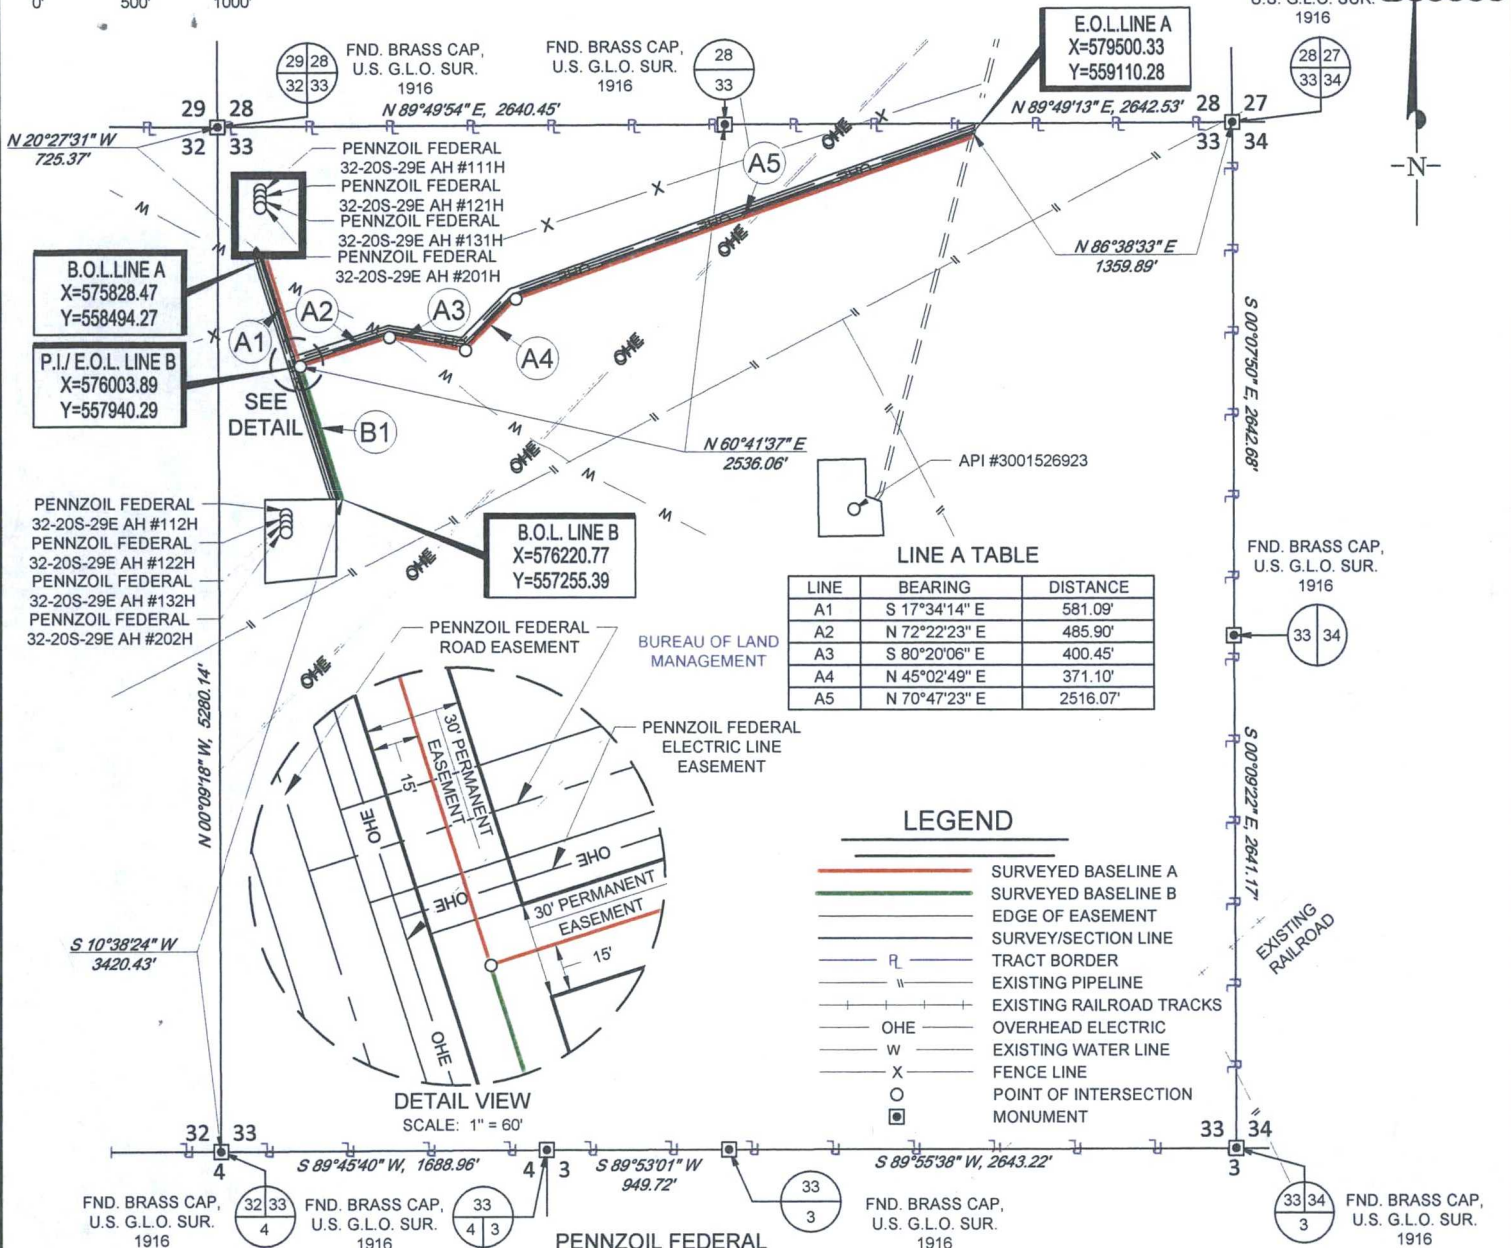 0' 500' 1000'
U.S. G.L.O. SUR.
1916
29 28
32 33
FND. BRASS CAP,
U.S. G.L.O. SUR.
1916
FND. BRASS CAP,
U.S. G.L.O. SUR.
1916
28
33
E.O.L.LINE A
X=579500.33
Y=559110.28
28 27
33 34
N 89°49'54" E, 2640.45'
N 89°49'13" E, 2642.53'
29 28
32 33
28 27
33 34
N 20°27'31" W
725.37'
PENNZOIL FEDERAL
32-20S-29E AH #111H
PENNZOIL FEDERAL
32-20S-29E AH #121H
PENNZOIL FEDERAL
32-20S-29E AH #131H
PENNZOIL FEDERAL
32-20S-29E AH #201H
A5
OHE
OHE
-N-
N 86°38'33" E
1359.89'
B.O.L.LINE A
X=575828.47
Y=558494.27
A1
A2
A3
A4
P.I./ E.O.L. LINE B
X=576003.89
Y=557940.29
SEE
DETAIL
B1
OHE
OHE
OHE
OHE
N 60°41'37" E
2536.06'
API #3001526923
S 00°07'50" E, 2642.68'
PENNZOIL FEDERAL
32-20S-29E AH #112H
PENNZOIL FEDERAL
32-20S-29E AH #122H
PENNZOIL FEDERAL
32-20S-29E AH #132H
PENNZOIL FEDERAL
32-20S-29E AH #202H
B.O.L. LINE B
X=576220.77
Y=557255.39
FND. BRASS CAP,
U.S. G.L.O. SUR.
1916
33 34
LINE A TABLE
LINE BEARING DISTANCE
A1 S 17°34'14" E 581.09'
A2 N 72°22'23" E 485.90'
A3 S 80°20'06" E 400.45'
A4 N 45°02'49" E 371.10'
A5 N 70°47'23" E 2516.07'
BUREAU OF LAND
MANAGEMENT
PENNZOIL FEDERAL
ROAD EASEMENT
PENNZOIL FEDERAL
ELECTRIC LINE
EASEMENT
N 00°09'18" W, 5280.14'
S 00°09'22" E, 2641.17'
30' PERMANENT
EASEMENT
15'
OHE
OHE
OHE
OHE
30' PERMANENT
EASEMENT
15'
DETAIL VIEW
SCALE: 1" = 60'
S 10°38'24" W
3420.43'
EXISTING
RAILROAD
LEGEND
SURVEYED BASELINE A
SURVEYED BASELINE B
EDGE OF EASEMENT
SURVEY/SECTION LINE
PL TRACT BORDER
EXISTING PIPELINE
EXISTING RAILROAD TRACKS
OHE OVERHEAD ELECTRIC
W EXISTING WATER LINE
X FENCE LINE
POINT OF INTERSECTION
MONUMENT
32 33
4
4 3
33 34
3
S 89°45'40" W, 1688.96'
S 89°53'01" W
949.72'
S 89°55'38" W, 2643.22'
FND. BRASS CAP,
U.S. G.L.O. SUR.
1916
32 33
4
FND. BRASS CAP,
U.S. G.L.O. SUR.
1916
33
4 3
33
3
FND. BRASS CAP,
U.S. G.L.O. SUR.
1916
33 34
3
FND. BRASS CAP,
U.S. G.L.O. SUR.
1916
PENNZOIL FEDERAL